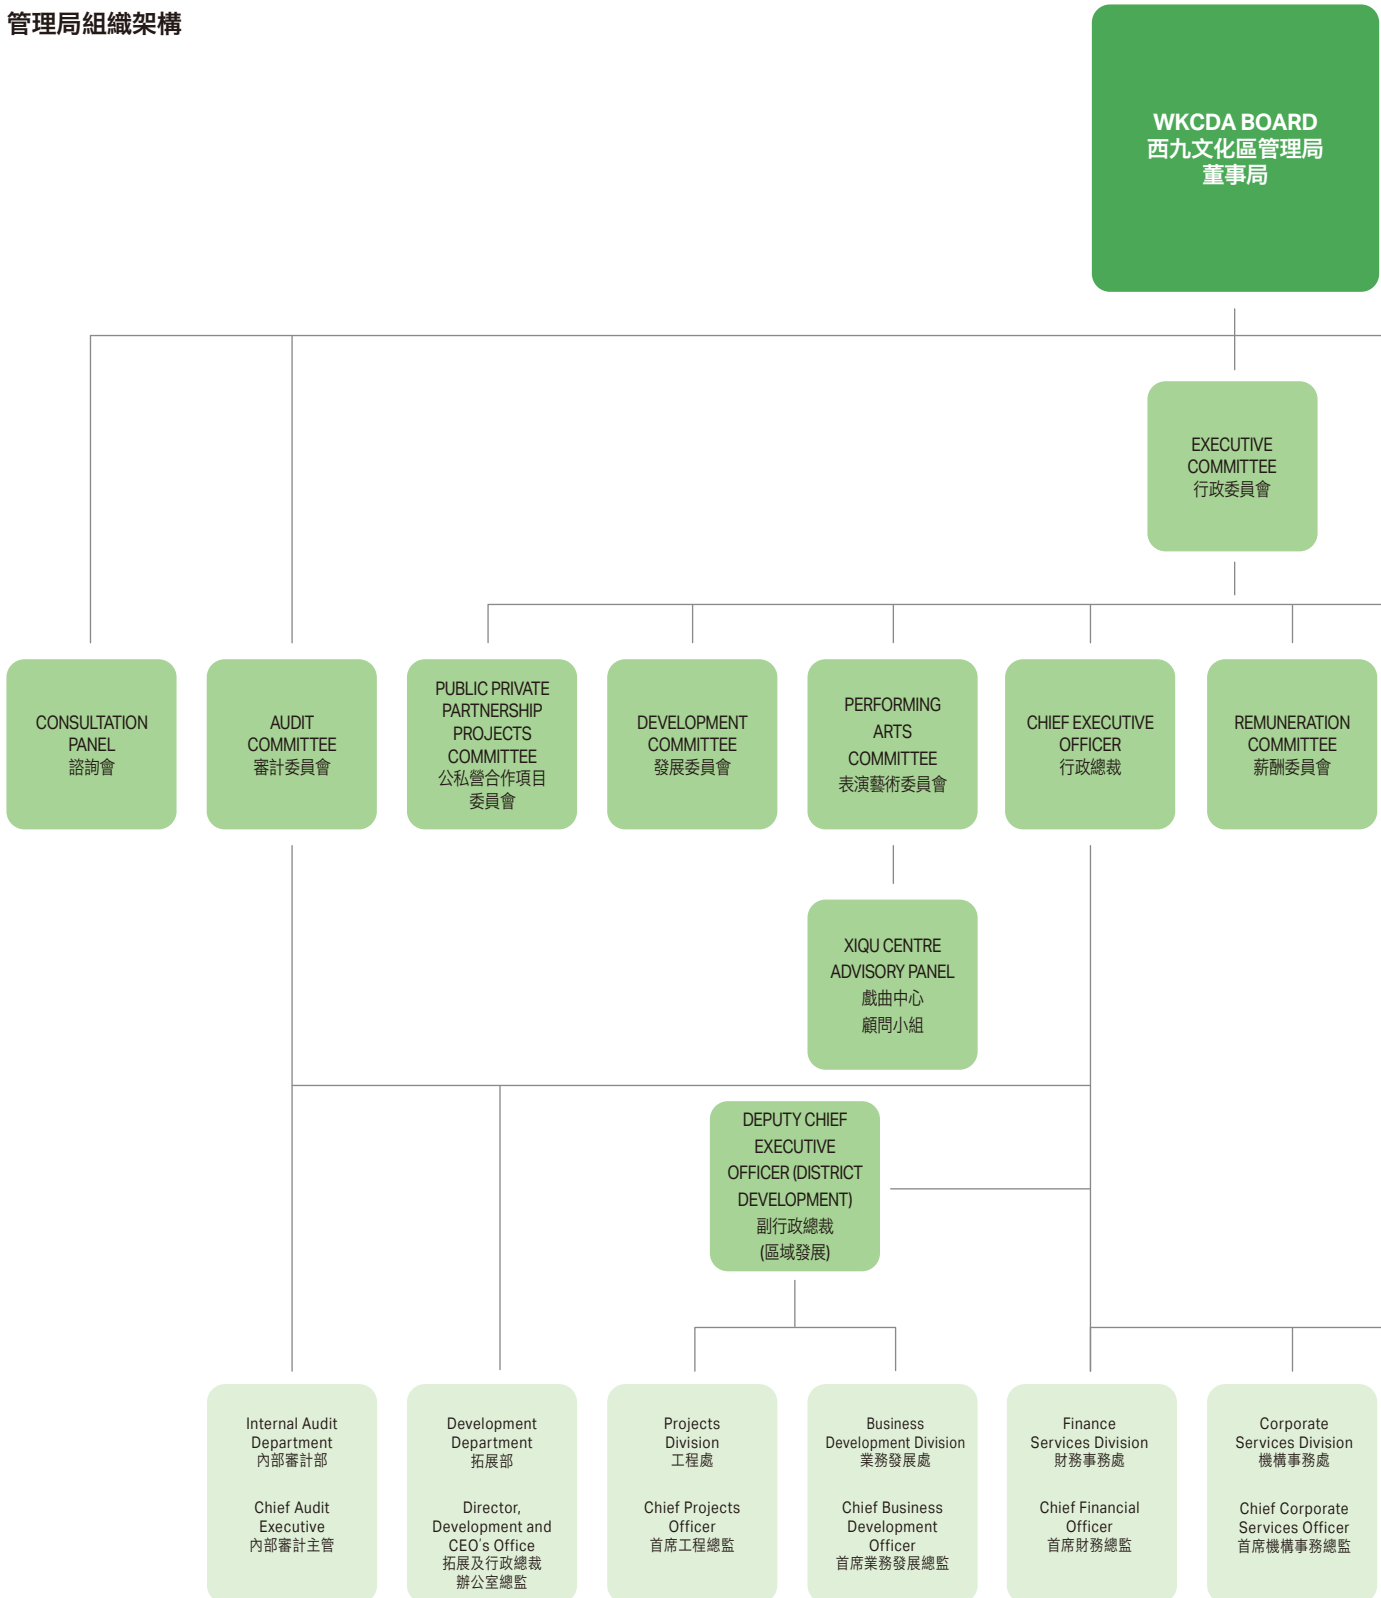 管理局組織架構
WKCDA BOARD
西九文化區管理局
董事局
EXECUTIVE
COMMITTEE
行政委員會
CONSULTATION
PANEL
諮詢會
AUDIT
COMMITTEE
審計委員會
PUBLIC PRIVATE
PARTNERSHIP
PROJECTS
COMMITTEE
公私營合作項目
委員會
DEVELOPMENT
COMMITTEE
發展委員會
PERFORMING
ARTS
COMMITTEE
表演藝術委員會
CHIEF EXECUTIVE
OFFICER
行政總裁
REMUNERATION
COMMITTEE
薪酬委員會
XIQU CENTRE
ADVISORY PANEL
戲曲中心
顧問小組
DEPUTY CHIEF
EXECUTIVE
OFFICER (DISTRICT
DEVELOPMENT)
副行政總裁
(區域發展)
Internal Audit
Department
內部審計部
Chief Audit
Executive
內部審計主管
Development
Department
拓展部
Director,
Development and
CEO's Office
拓展及行政總裁
辦公室總監
Projects
Division
工程處
Chief Projects
Officer
首席工程總監
Business
Development Division
業務發展處
Chief Business
Development
Officer
首席業務發展總監
Finance
Services Division
財務事務處
Chief Financial
Officer
首席財務總監
Corporate
Services Division
機構事務處
Chief Corporate
Services Officer
首席機構事務總監